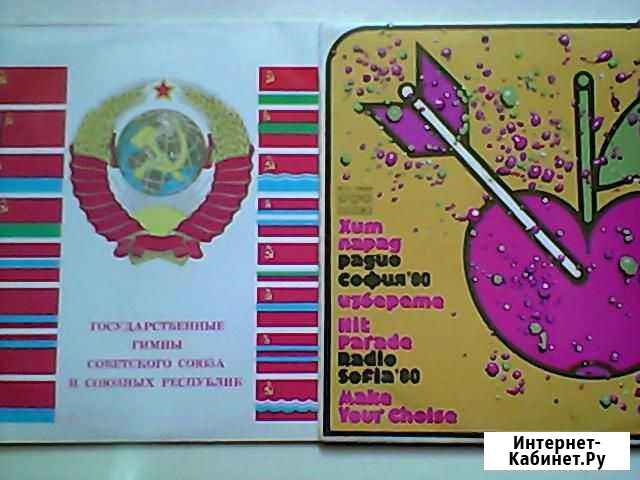 ГОСУДАРСТВЕННЫЕ
ГИМНЫ
СОВЕТСКОГО СОЮЗА
И СОЮЗНЫХ РЕСПУБЛИК
Хит
парад
радио
София'80
изберете
Hit
Parade
Radio
Sofia'80
Make
Your Choise
Интернет-
Кабинет.Ру